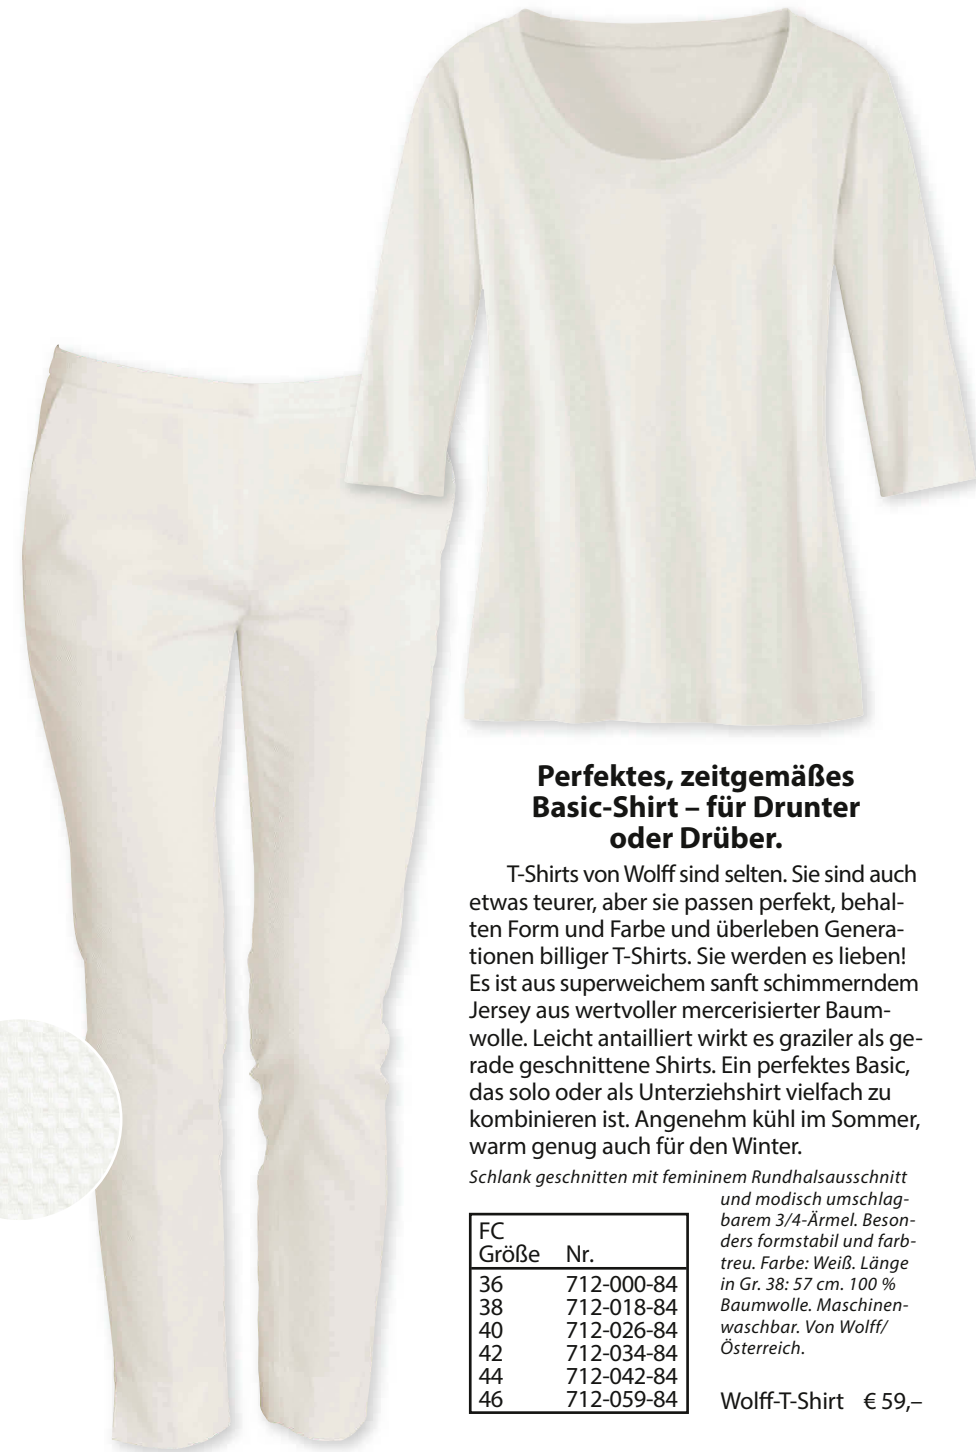 Perfektes, zeitgemäßes
Basic-Shirt – für Drunter
oder Drüber.
T-Shirts von Wolff sind selten. Sie sind auch
etwas teurer, aber sie passen perfekt, behal-
ten Form und Farbe und überleben Genera-
tionen billiger T-Shirts. Sie werden es lieben!
Es ist aus superweichem sanft schimmerndem
Jersey aus wertvoller mercerisierter Baum-
wolle. Leicht antailliert wirkt es graziler als ge-
rade geschnittene Shirts. Ein perfektes Basic,
das solo oder als Unterziehshirt vielfach zu
kombinieren ist. Angenehm kühl im Sommer,
warm genug auch für den Winter.
Schlank geschnitten mit femininem Rundhalsausschnitt
und modisch umschlag-
barem 3/4-Ärmel. Beson-
ders formstabil und farb-
treu. Farbe: Weiß. Länge
in Gr. 38: 57 cm. 100 %
Baumwolle. Maschinen-
waschbar. Von Wolff/
Österreich.
FC
Größe Nr.
36 712-000-84
38 712-018-84
40 712-026-84
42 712-034-84
44 712-042-84
46 712-059-84
Wolff-T-Shirt € 59,–